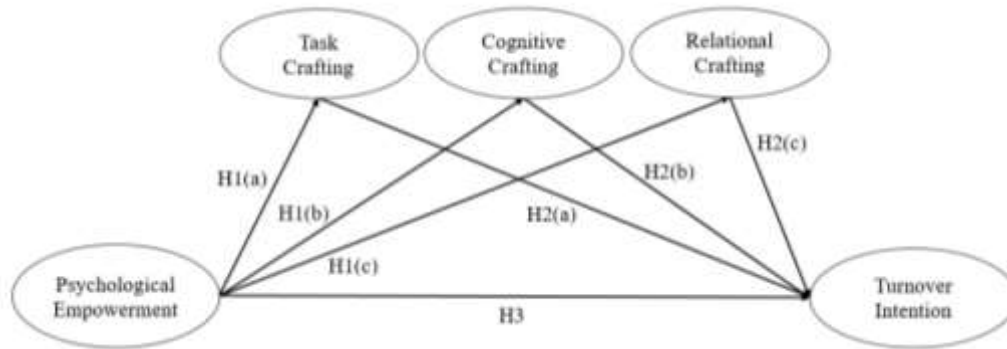 Task
Crafting
Cognitive
Crafting
Relational
Crafting
H1(a)
H1(b)
H1(c)
H2(a)
H2(b)
H2(c)
Psychological
Empowerment
H3
Turnover
Intention